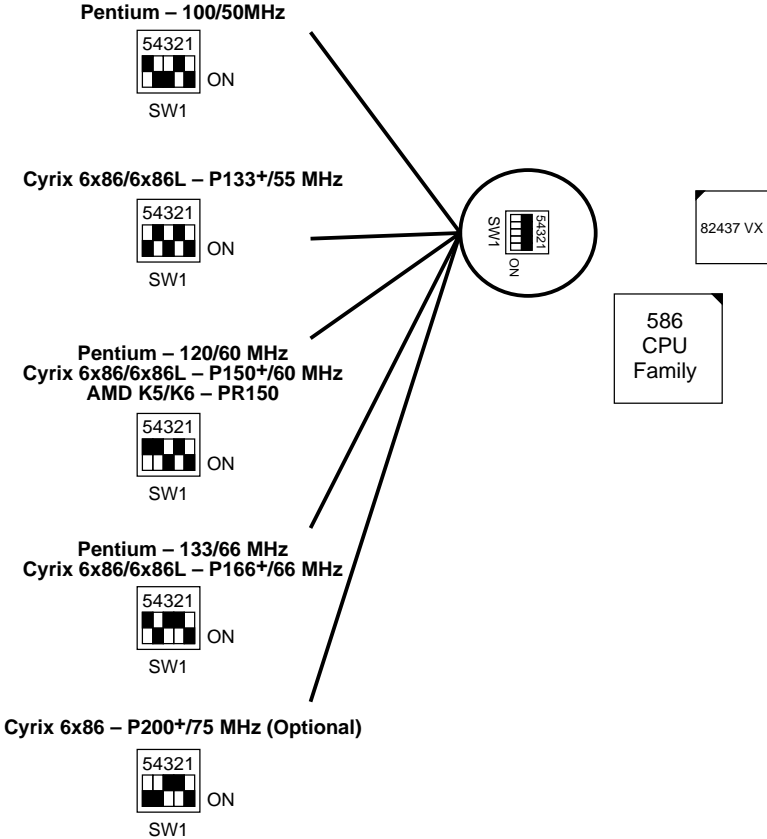 Pentium – 100/50MHz
54321
ON
SW1
Cyrix 6x86/6x86L – P133+/55 MHz
54321
ON
SW1
Pentium – 120/60 MHz
Cyrix 6x86/6x86L – P150+/60 MHz
AMD K5/K6 – PR150
54321
ON
SW1
Pentium – 133/66 MHz
Cyrix 6x86/6x86L – P166+/66 MHz
54321
ON
SW1
Cyrix 6x86 – P200+/75 MHz (Optional)
54321
ON
SW1
SW1
54321
ON
82437 VX
586
CPU
Family